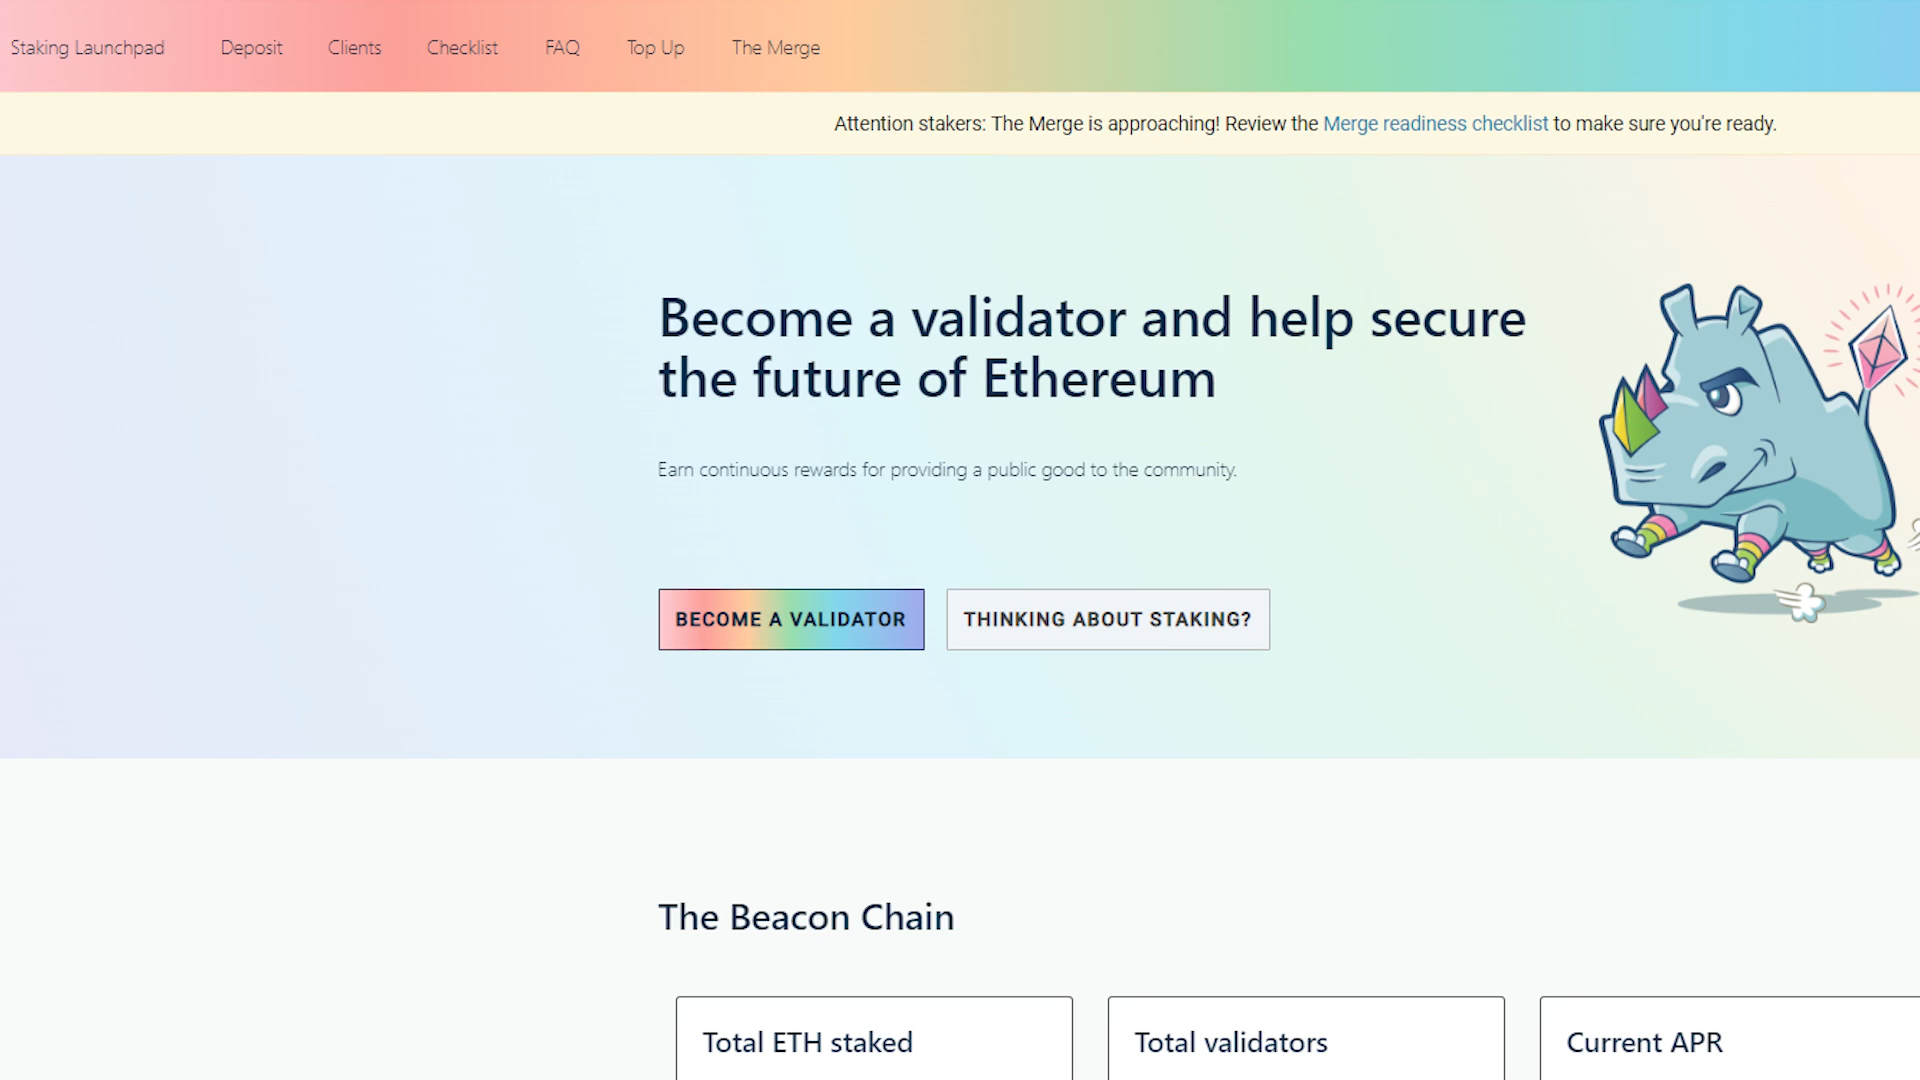 Staking Launchpad Deposit Clients Checklist FAQ Top Up The Merge
Attention stakers: The Merge is approaching! Review the Merge readiness checklist to make sure you're ready.
Become a validator and help secure
the future of Ethereum
Earn continuous rewards for providing a public good to the community.
BECOME A VALIDATOR THINKING ABOUT STAKING?
The Beacon Chain
Total ETH staked Total validators Current APR